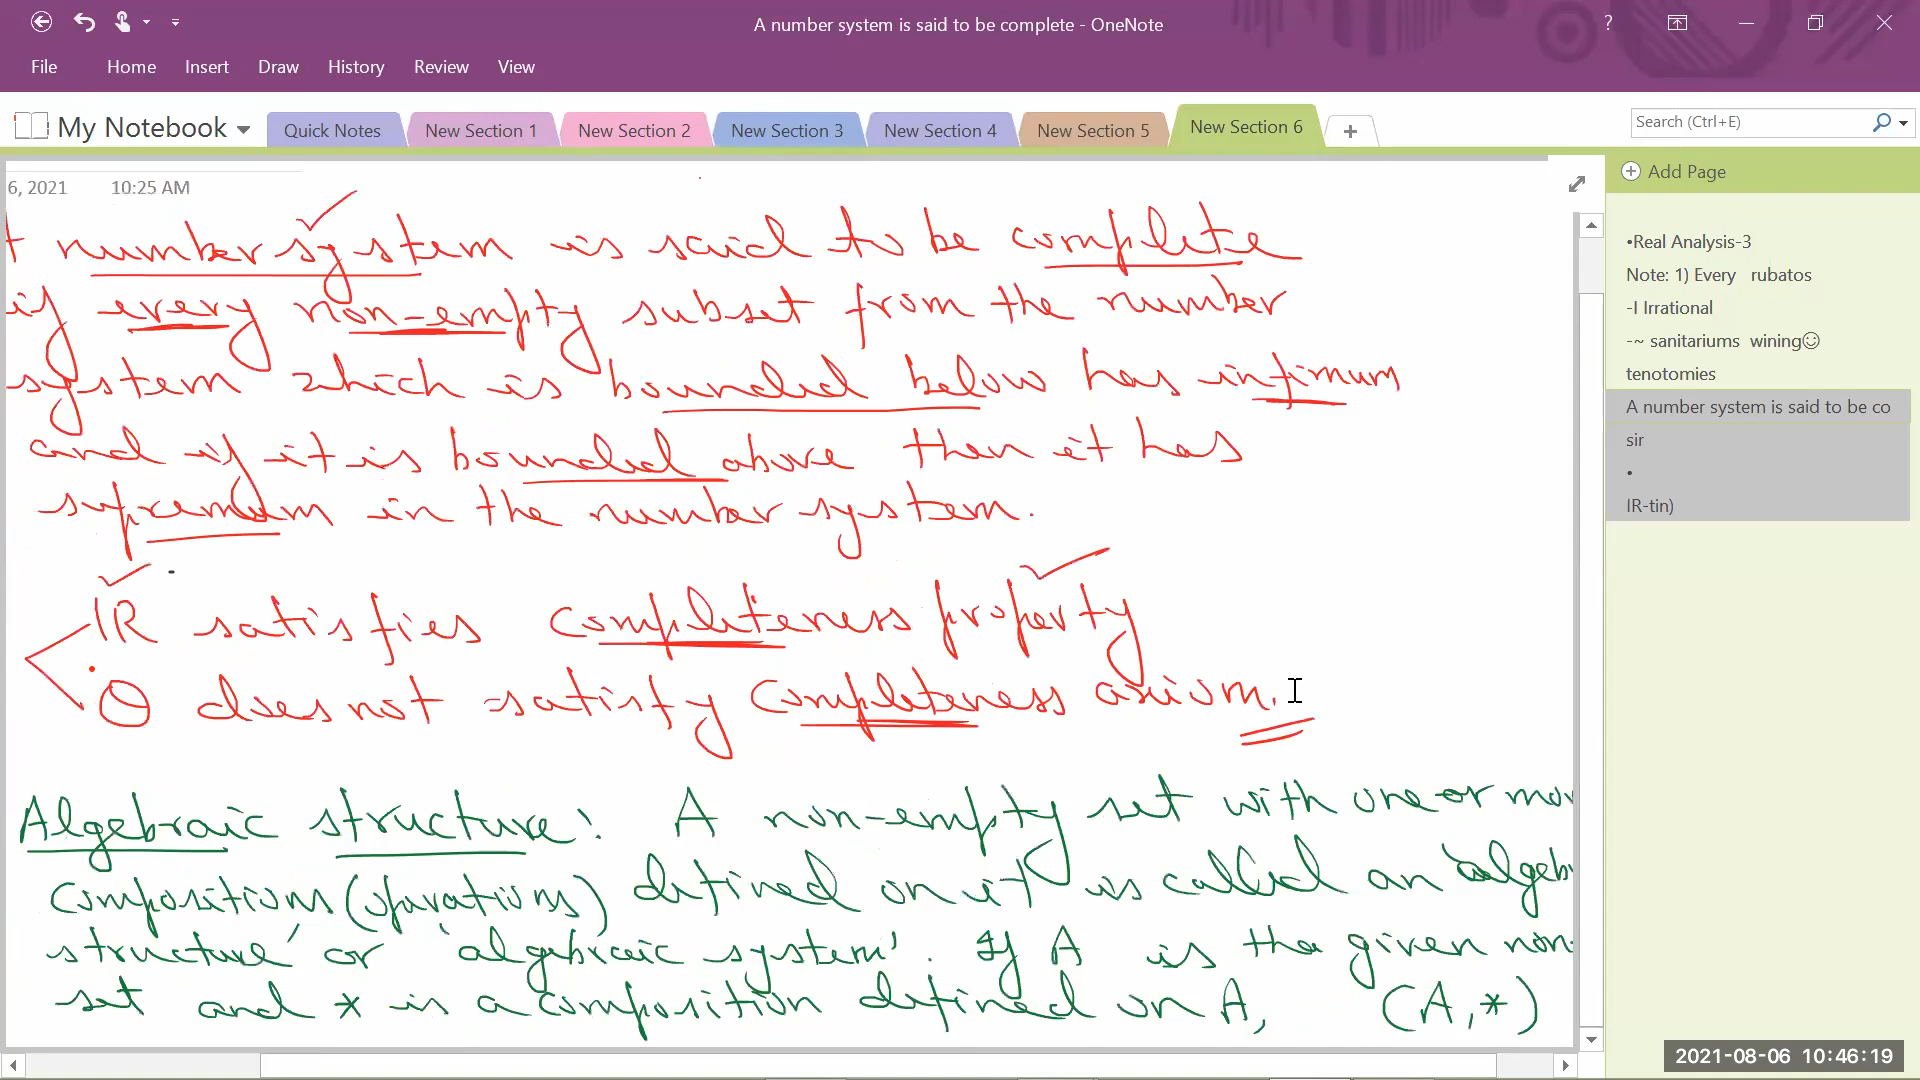 A number system is said to be complete - OneNote
?
File Home Insert Draw History Review View
My Notebook Quick Notes New Section 1 New Section 2 New Section 3 New Section 4 New Section 5 New Section 6 +
Search (Ctrl+E)
6, 2021 10:25 AM
number system is said to be complete
if every non-empty subset from the number
system which is bounded below has infimum
and if it is bounded above then it has
supremum in the number system.
IR satisfies completeness property
Q does not satisfy completeness axiom.
Algebraic structure: A non-empty set with one or mor
compositions (operations) defined on it is called an 'algeb
structure' or 'algebraic system'. If A is the given non-
set and * is a composition defined on A, (A, *)
Add Page
•Real Analysis-3
Note: 1) Every rubatos
-I Irrational
-~ sanitariums wining☺
tenotomies
A number system is said to be co
sir
•
IR-tin)
2021-08-06 10:46:19